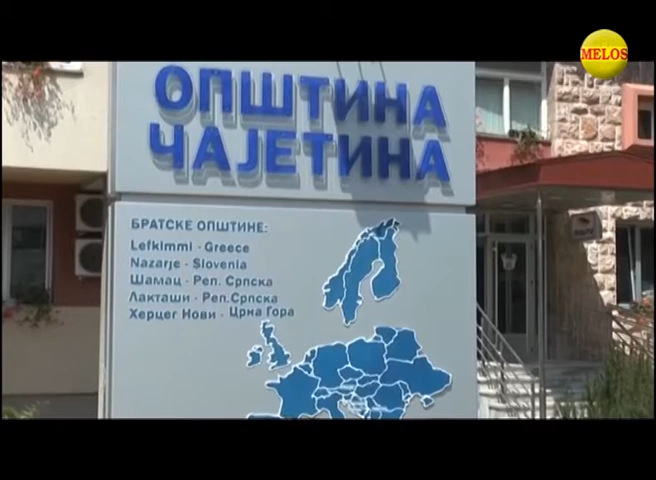 MELOS
ОПШТИНА
ЧАЈЕТИНА
БРАТСКЕ ОПШТИНЕ:
Lefkimmi - Greece
Nazarje - Slovenia
Шамац - Реп. Српска
Лакташи - Реп. Српска
Херцег Нови - Црна Гора